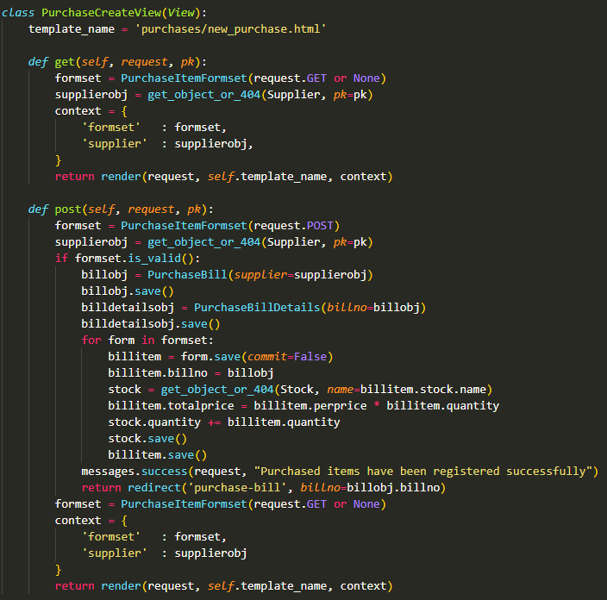 class PurchaseCreateView(View):
    template_name = 'purchases/new_purchase.html'

    def get(self, request, pk):
        formset = PurchaseItemFormset(request.GET or None)
        supplierobj = get_object_or_404(Supplier, pk=pk)
        context = {
            'formset'   : formset,
            'supplier'  : supplierobj,
        }
        return render(request, self.template_name, context)

    def post(self, request, pk):
        formset = PurchaseItemFormset(request.POST)
        supplierobj = get_object_or_404(Supplier, pk=pk)
        if formset.is_valid():
            billobj = PurchaseBill(supplier=supplierobj)
            billobj.save()
            billdetailsobj = PurchaseBillDetails(billno=billobj)
            billdetailsobj.save()
            for form in formset:
                billitem = form.save(commit=False)
                billitem.billno = billobj
                stock = get_object_or_404(Stock, name=billitem.stock.name)
                billitem.totalprice = billitem.perprice * billitem.quantity
                stock.quantity += billitem.quantity
                stock.save()
                billitem.save()
            messages.success(request, "Purchased items have been registered successfully")
            return redirect('purchase-bill', billno=billobj.billno)
        formset = PurchaseItemFormset(request.GET or None)
        context = {
            'formset'   : formset,
            'supplier'  : supplierobj
        }
        return render(request, self.template_name, context)